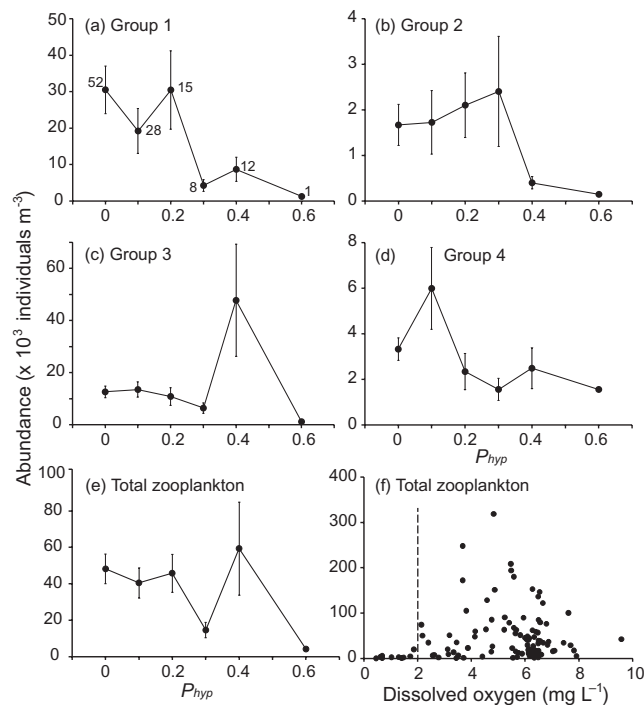 (a) Group 1
50
40
30
20
10
0
52
28
15
8
12
1
0 0.2 0.4 0.6
(b) Group 2
4
3
2
1
0
0 0.2 0.4 0.6
(c) Group 3
60
40
20
0
0 0.2 0.4 0.6
(d) Group 4
8
6
4
2
0
0 0.2 0.4 0.6
P_hyp
(e) Total zooplankton
100
80
60
40
20
0
0 0.2 0.4 0.6
P_hyp
(f) Total zooplankton
400
300
200
100
0
0 2 4 6 8 10
Dissolved oxygen (mg L⁻¹)
Abundance (x 10³ individuals m⁻³)